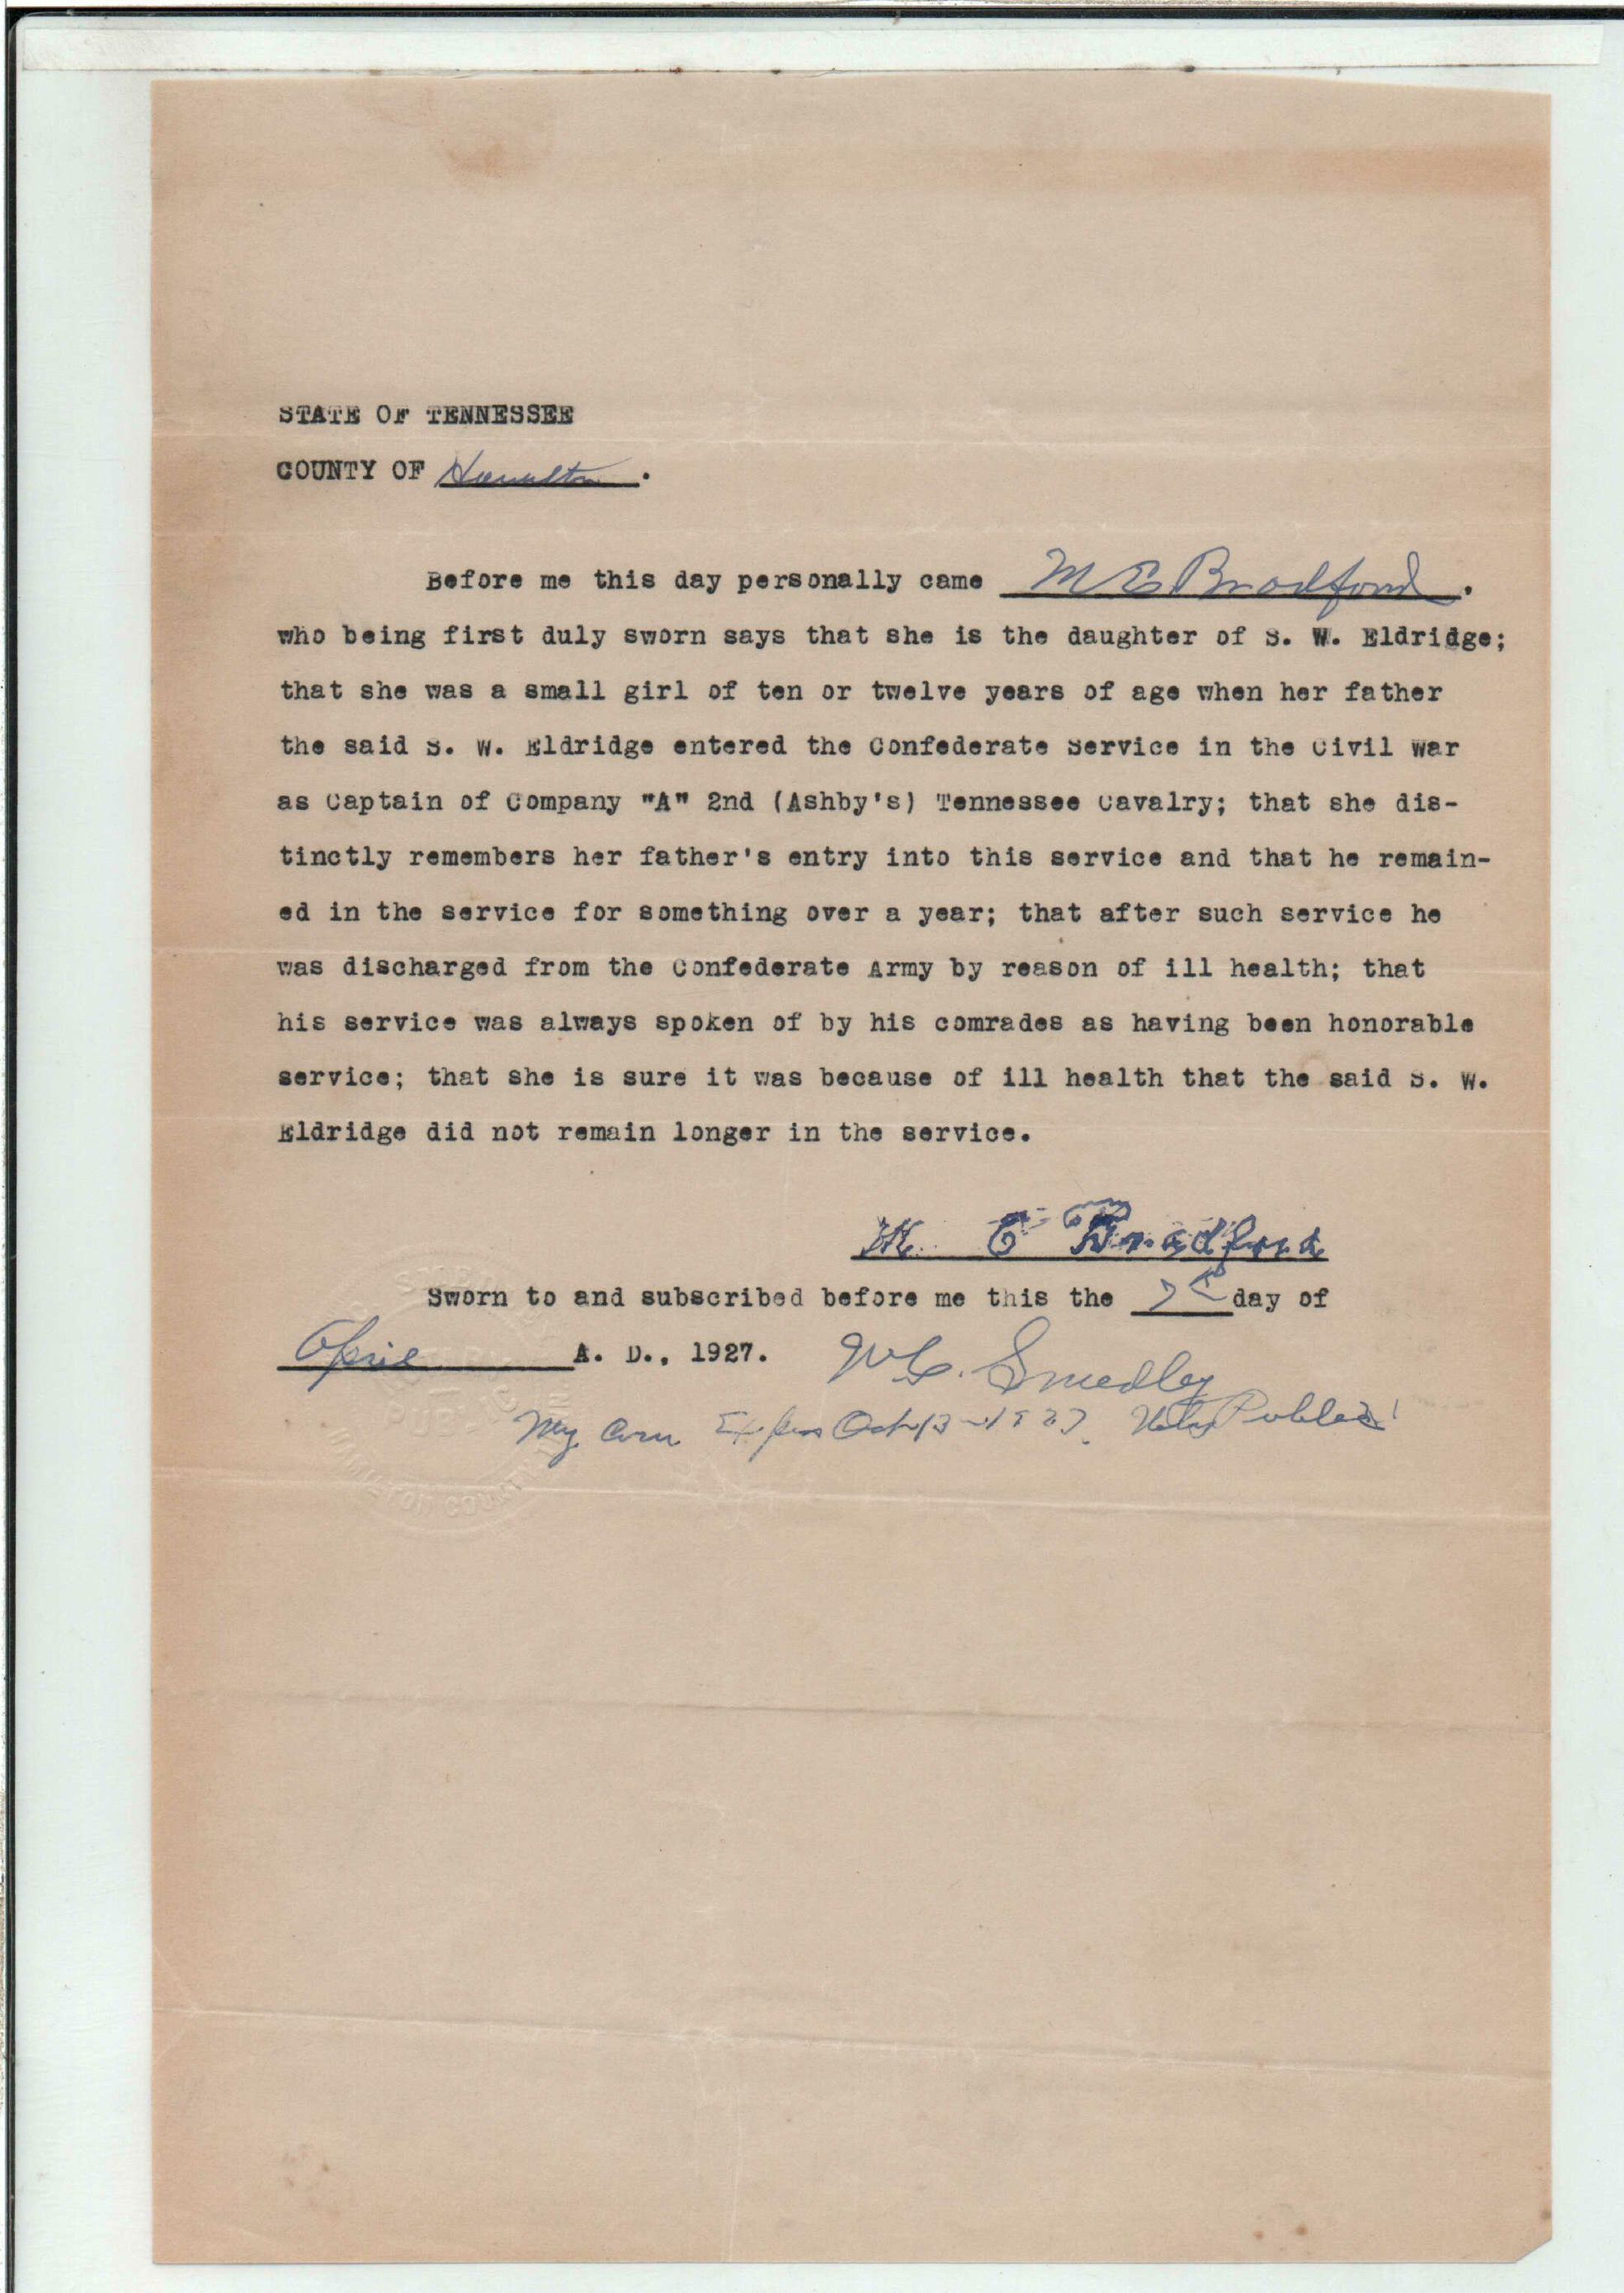 STATE OF TENNESSEE
COUNTY OF Hamilton .
Before me this day personally came M E Bradford .
who being first duly sworn says that she is the daughter of S. W. Eldridge;
that she was a small girl of ten or twelve years of age when her father
the said S. W. Eldridge entered the Confederate Service in the Civil War
as Captain of Company "A" 2nd (Ashby's) Tennessee Cavalry; that she dis-
tinctly remembers her father's entry into this service and that he remain-
ed in the service for something over a year; that after such service he
was discharged from the Confederate Army by reason of ill health; that
his service was always spoken of by his comrades as having been honorable
service; that she is sure it was because of ill health that the said S. W.
Eldridge did not remain longer in the service.
M. E Bradford
Sworn to and subscribed before me this the day of
April A. D., 1927. W. C. Smedley
My Com Expires Oct 13 - 1927. Notary Public
PUBLIC
HAMILTON COUNTY